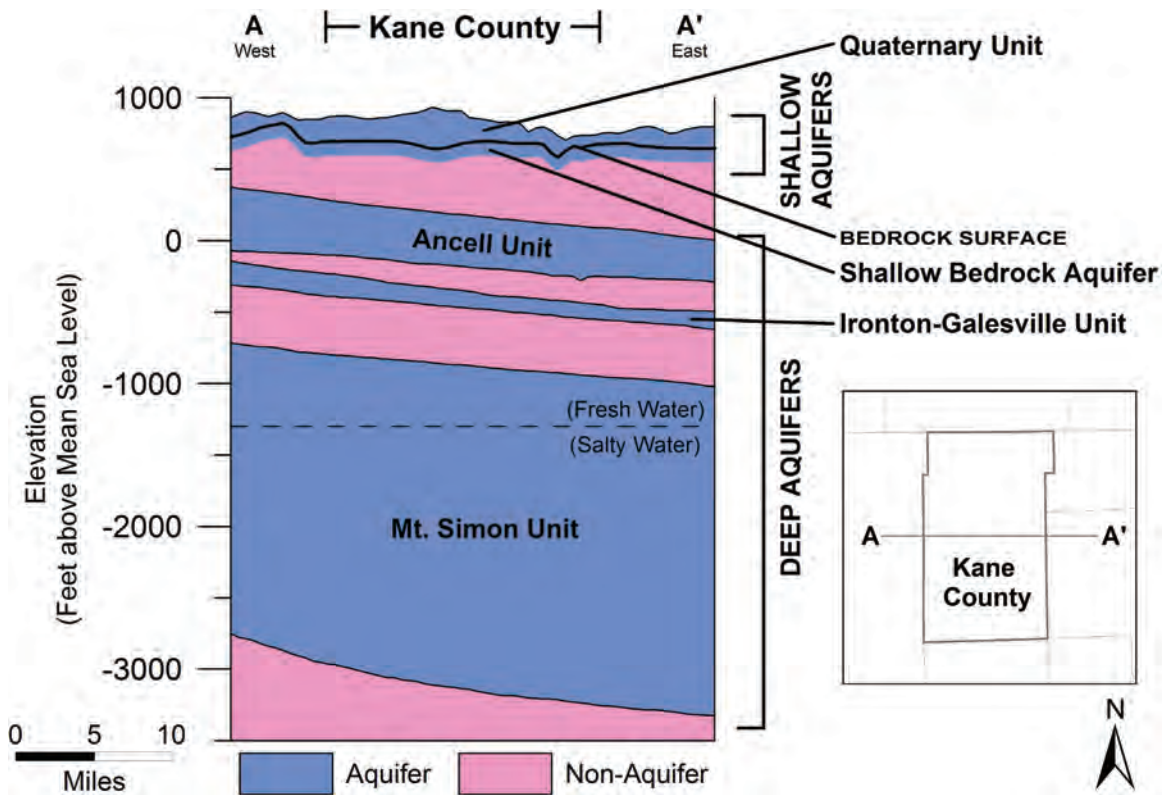 A
West
Kane County
A'
East
Quaternary Unit
SHALLOW
AQUIFERS
BEDROCK SURFACE
Shallow Bedrock Aquifer
Ironton-Galesville Unit
DEEP AQUIFERS
Elevation
(Feet above Mean Sea Level)
1000
0
-1000
-2000
-3000
Ancell Unit
(Fresh Water)
(Salty Water)
Mt. Simon Unit
0 5 10
Miles
Aquifer
Non-Aquifer
A
A'
Kane
County
N